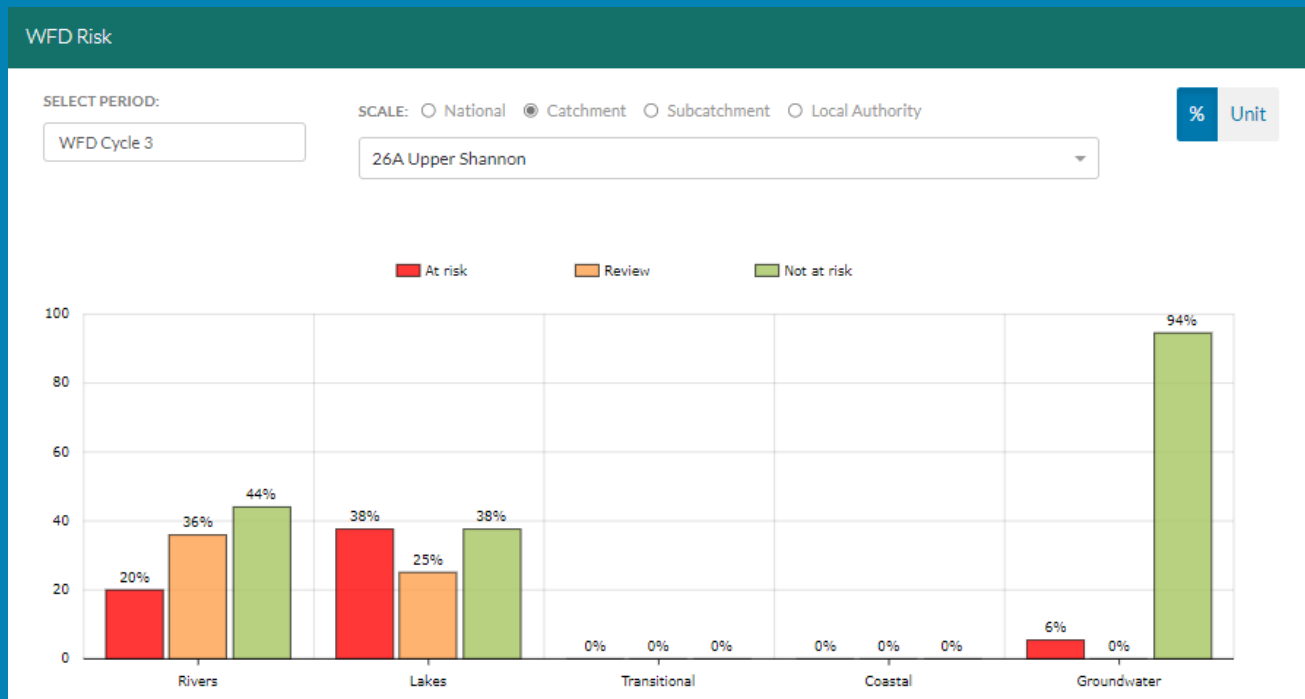 WFD Risk
SELECT PERIOD:
SCALE: National Catchment Subcatchment Local Authority
% Unit
WFD Cycle 3
26A Upper Shannon
At risk Review Not at risk
100
80
60
40
20
0
20% 36% 44%
38% 25% 38%
0% 0% 0%
0% 0% 0%
6% 0% 94%
Rivers Lakes Transitional Coastal Groundwater